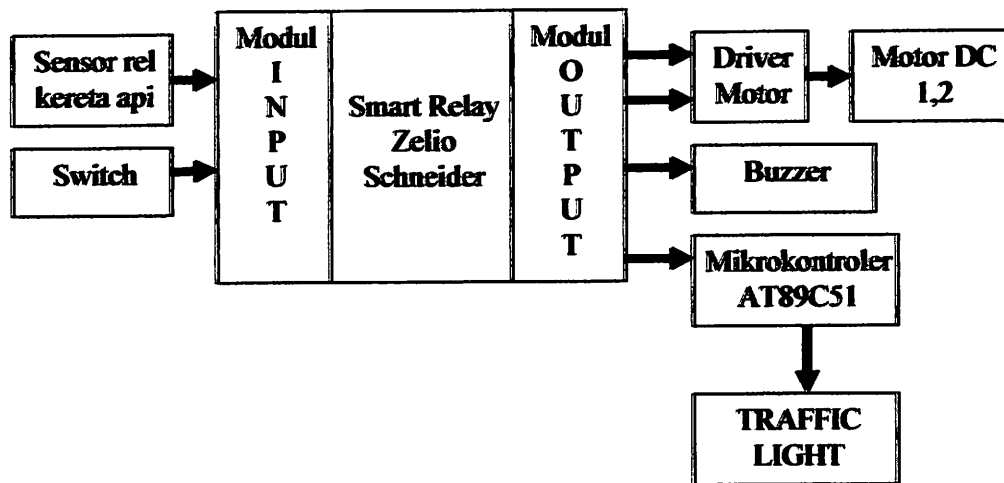 Sensor rel
kereta api
Switch
Modul
I
N
P
U
T
Smart Relay
Zelio
Schneider
Modul
O
U
T
P
U
T
Driver
Motor
Motor DC
1,2
Buzzer
Mikrokontroler
AT89C51
TRAFFIC
LIGHT